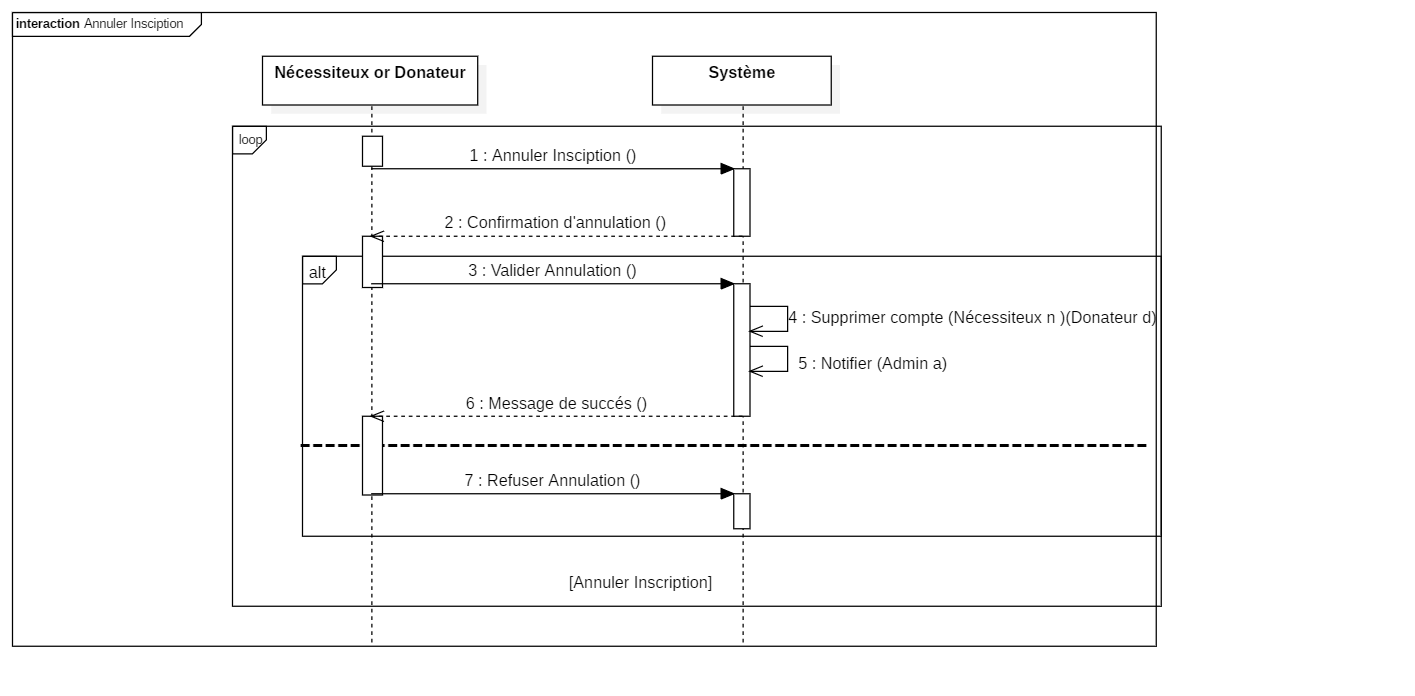 interaction Annuler Insciption
Nécessiteux or Donateur
Système
loop
1 : Annuler Insciption ()
2 : Confirmation d'annulation ()
alt
3 : Valider Annulation ()
4 : Supprimer compte (Nécessiteux n )(Donateur d)
5 : Notifier (Admin a)
6 : Message de succés ()
7 : Refuser Annulation ()
[Annuler Inscription]